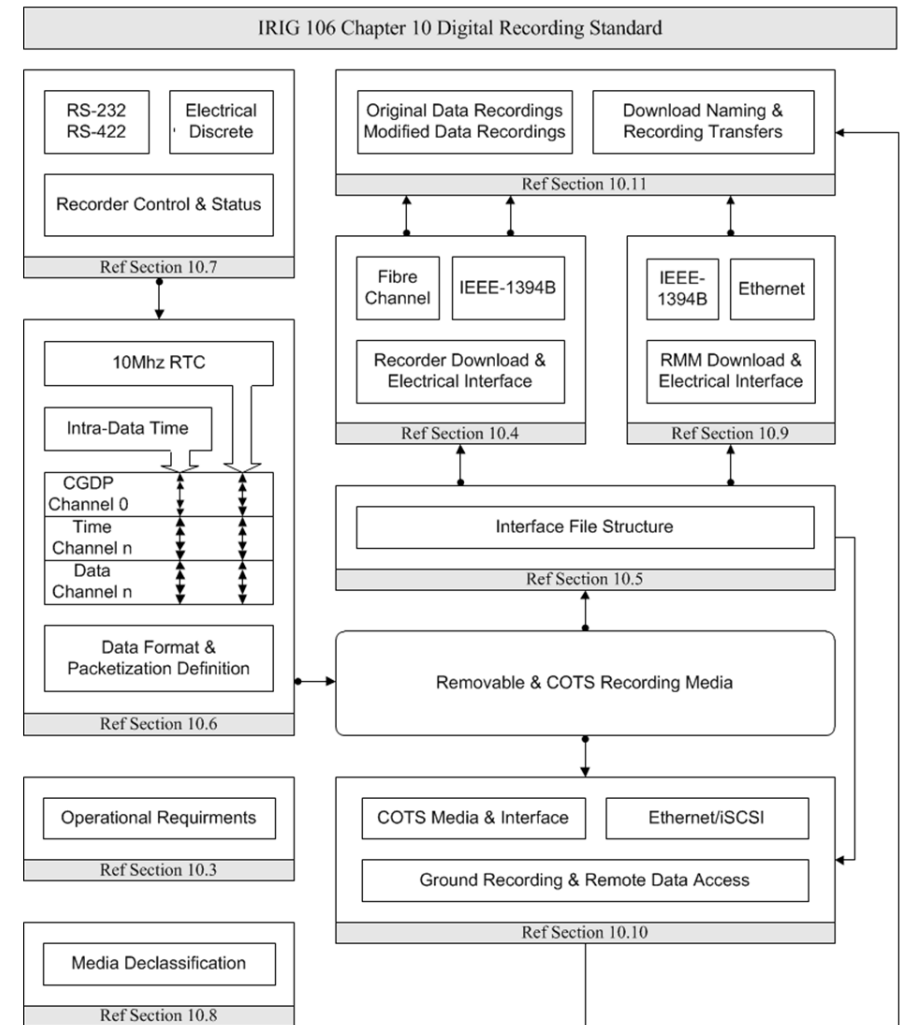 IRIG 106 Chapter 10 Digital Recording Standard
RS-232
RS-422
Electrical
Discrete
Recorder Control & Status
Ref Section 10.7
Original Data Recordings
Modified Data Recordings
Download Naming &
Recording Transfers
Ref Section 10.11
10Mhz RTC
Intra-Data Time
CGDP
Channel 0
Time
Channel n
Data
Channel n
Data Format &
Packetization Definition
Ref Section 10.6
Fibre
Channel
IEEE-1394B
Recorder Download &
Electrical Interface
Ref Section 10.4
IEEE-
1394B
Ethernet
RMM Download &
Electrical Interface
Ref Section 10.9
Interface File Structure
Ref Section 10.5
Removable & COTS Recording Media
Operational Requirments
Ref Section 10.3
COTS Media & Interface
Ethernet/iSCSI
Ground Recording & Remote Data Access
Ref Section 10.10
Media Declassification
Ref Section 10.8